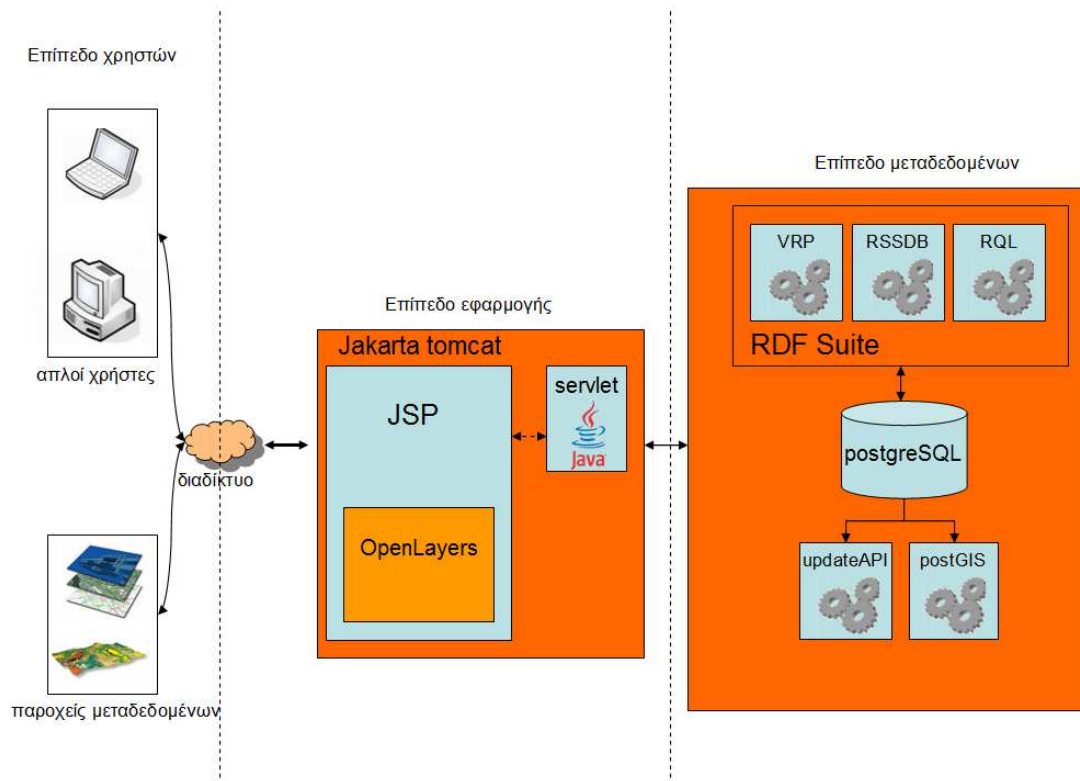 Επίπεδο χρηστών
απλοί χρήστες
διαδίκτυο
παροχείς μεταδεδομένων
Επίπεδο εφαρμογής
Jakarta tomcat
JSP
OpenLayers
servlet
Java
Επίπεδο μεταδεδομένων
VRP
RSSDB
RQL
RDF Suite
postgreSQL
updateAPI
postGIS